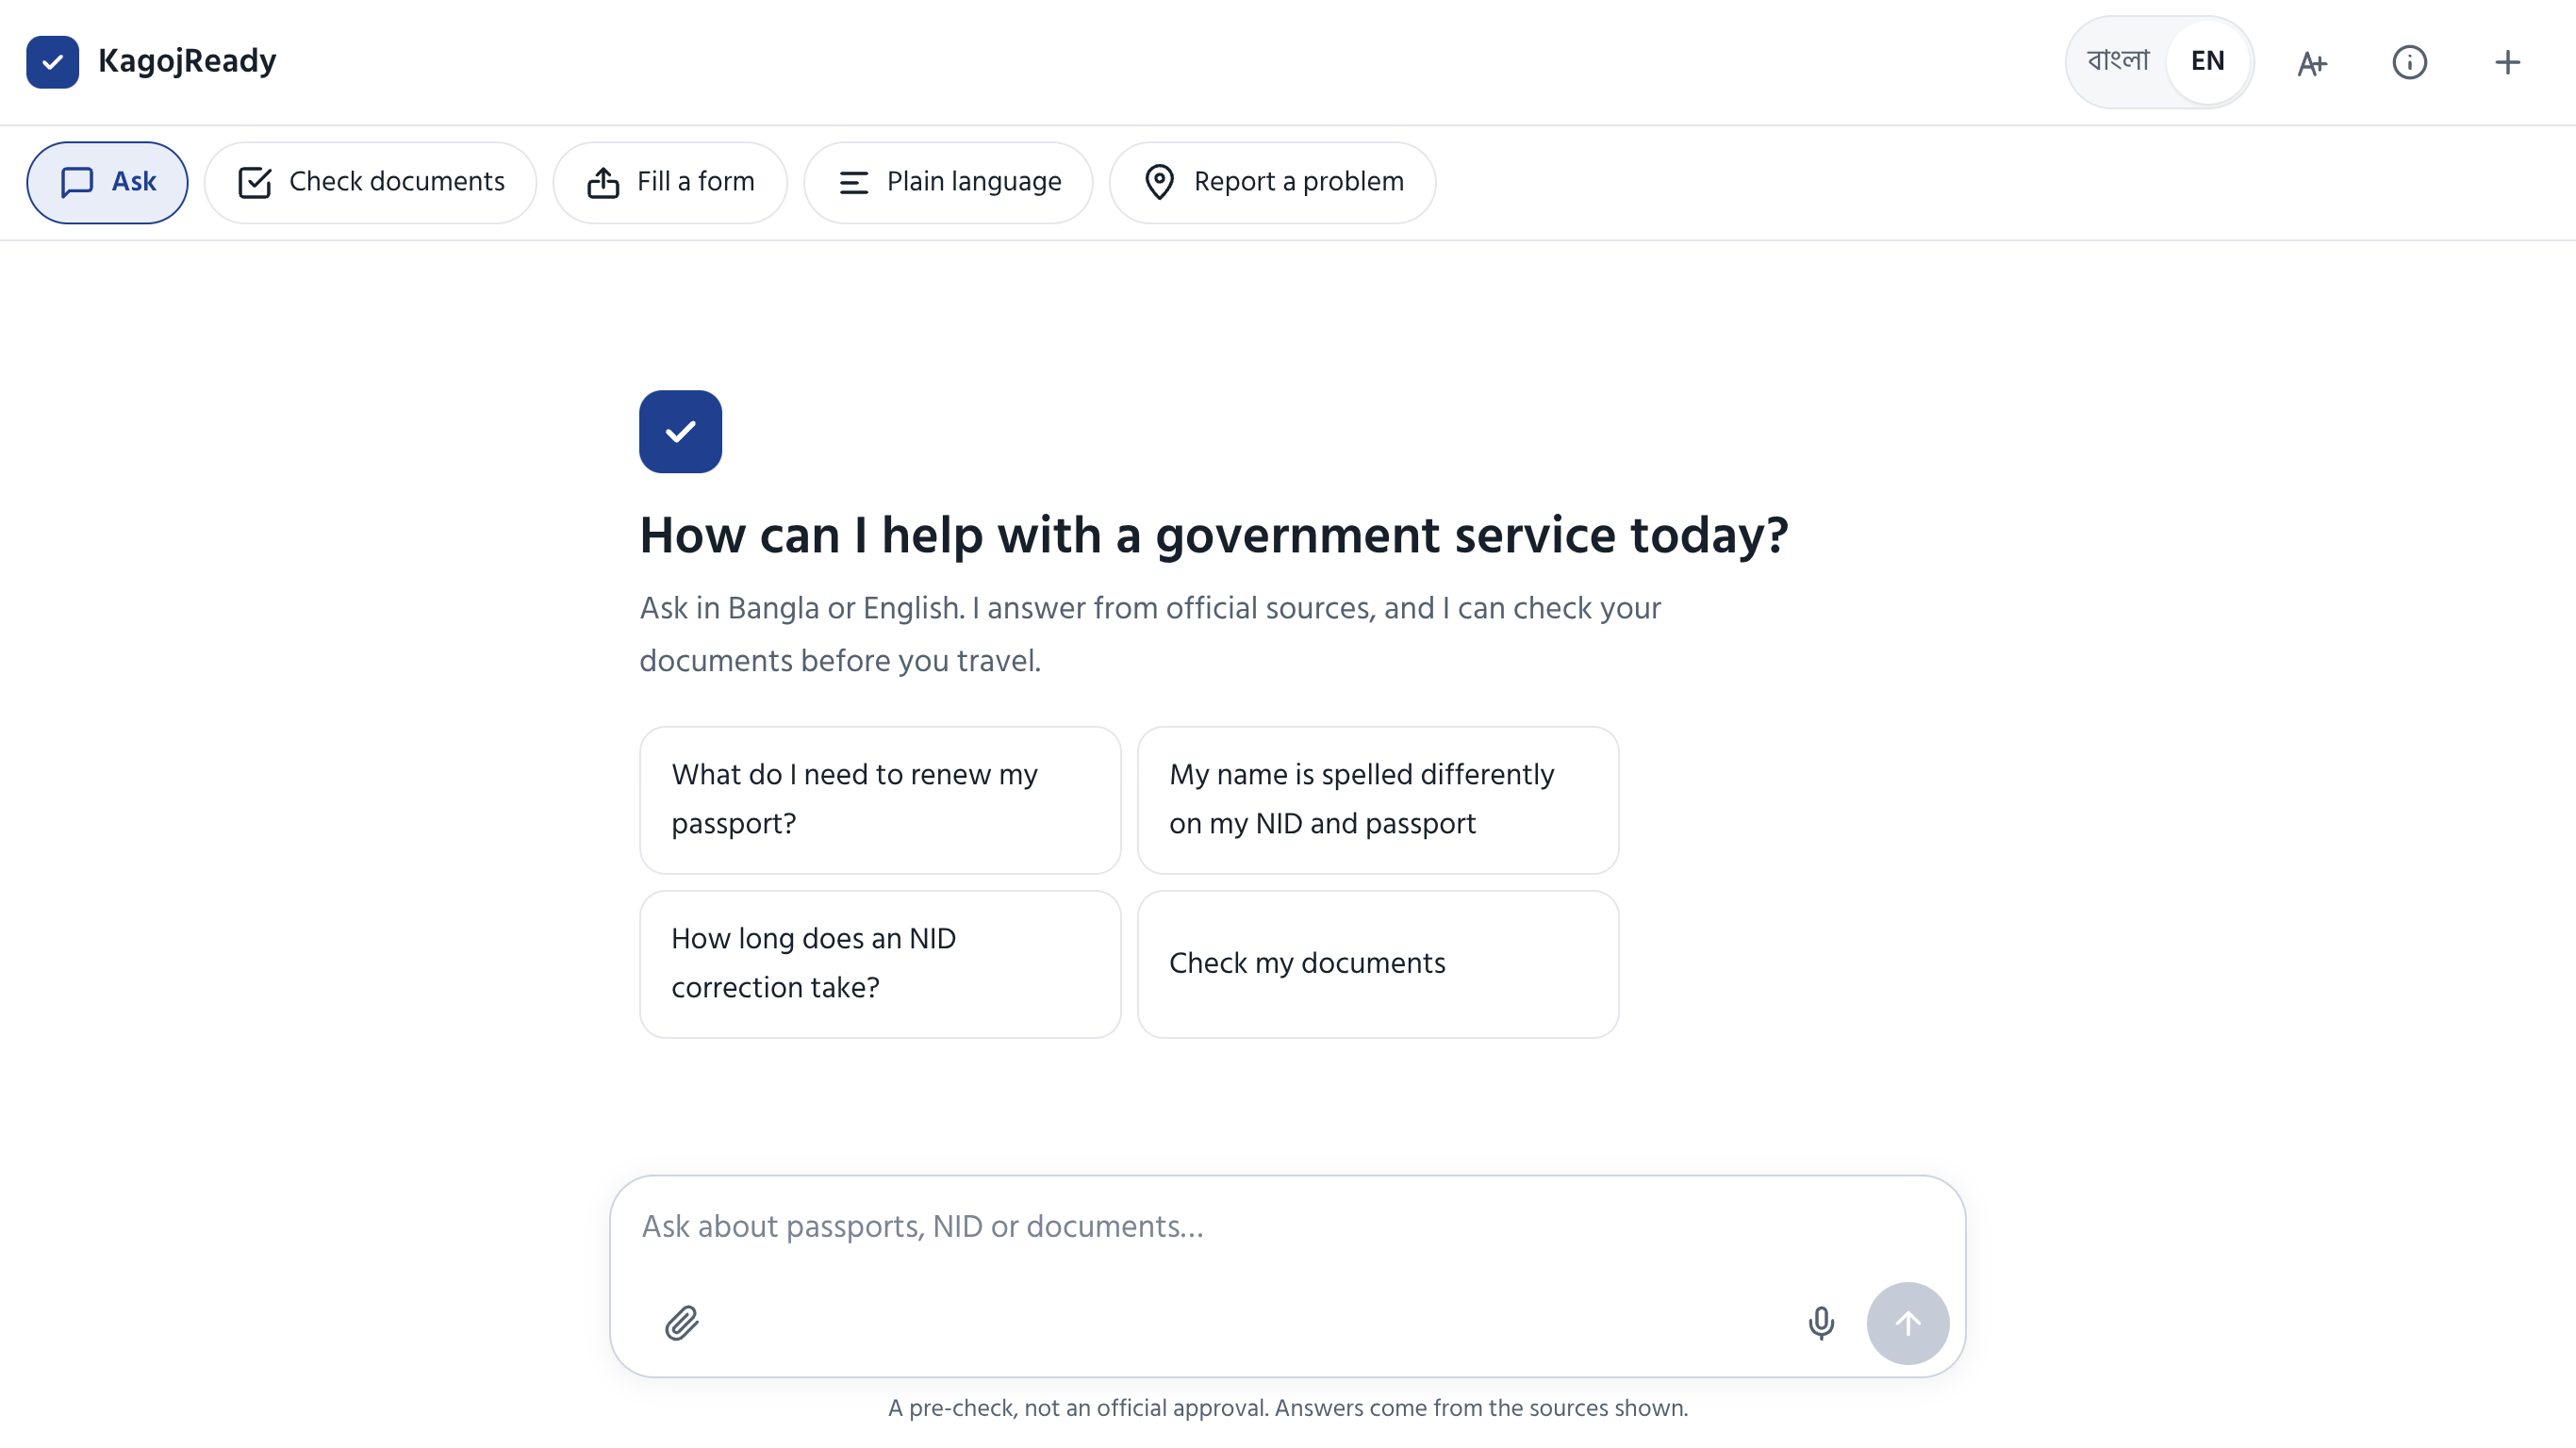 KagojReady
বাংলা
EN
A+
Ask
Check documents
Fill a form
Plain language
Report a problem
How can I help with a government service today?
Ask in Bangla or English. I answer from official sources, and I can check your
documents before you travel.
What do I need to renew my
passport?
My name is spelled differently
on my NID and passport
How long does an NID
correction take?
Check my documents
Ask about passports, NID or documents...
A pre-check, not an official approval. Answers come from the sources shown.